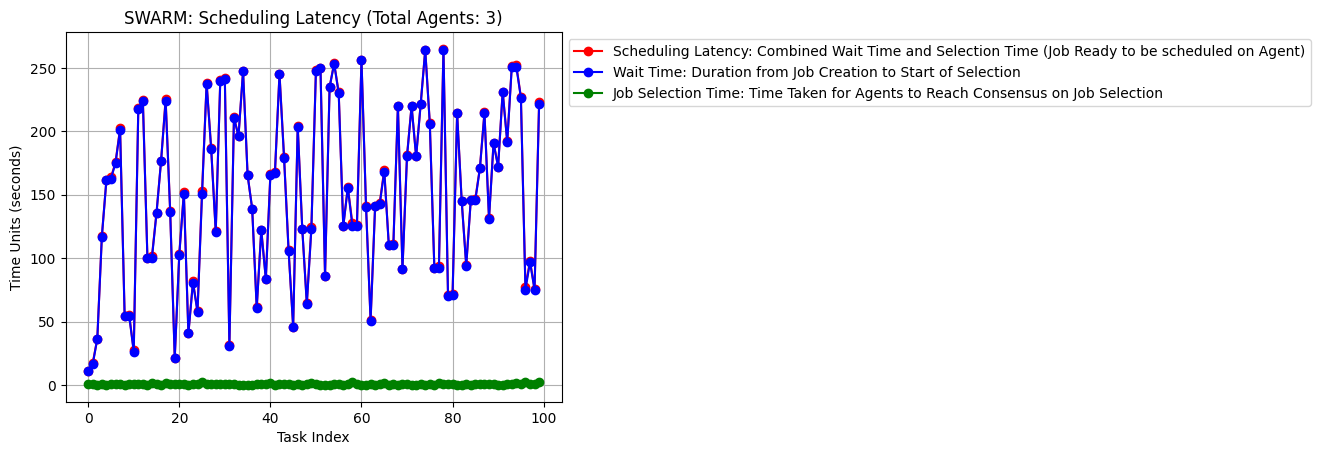 SWARM: Scheduling Latency (Total Agents: 3)
Scheduling Latency: Combined Wait Time and Selection Time (Job Ready to be scheduled on Agent)
Wait Time: Duration from Job Creation to Start of Selection
Job Selection Time: Time Taken for Agents to Reach Consensus on Job Selection
Time Units (seconds)
250
200
150
100
50
0
0 20 40 60 80 100
Task Index